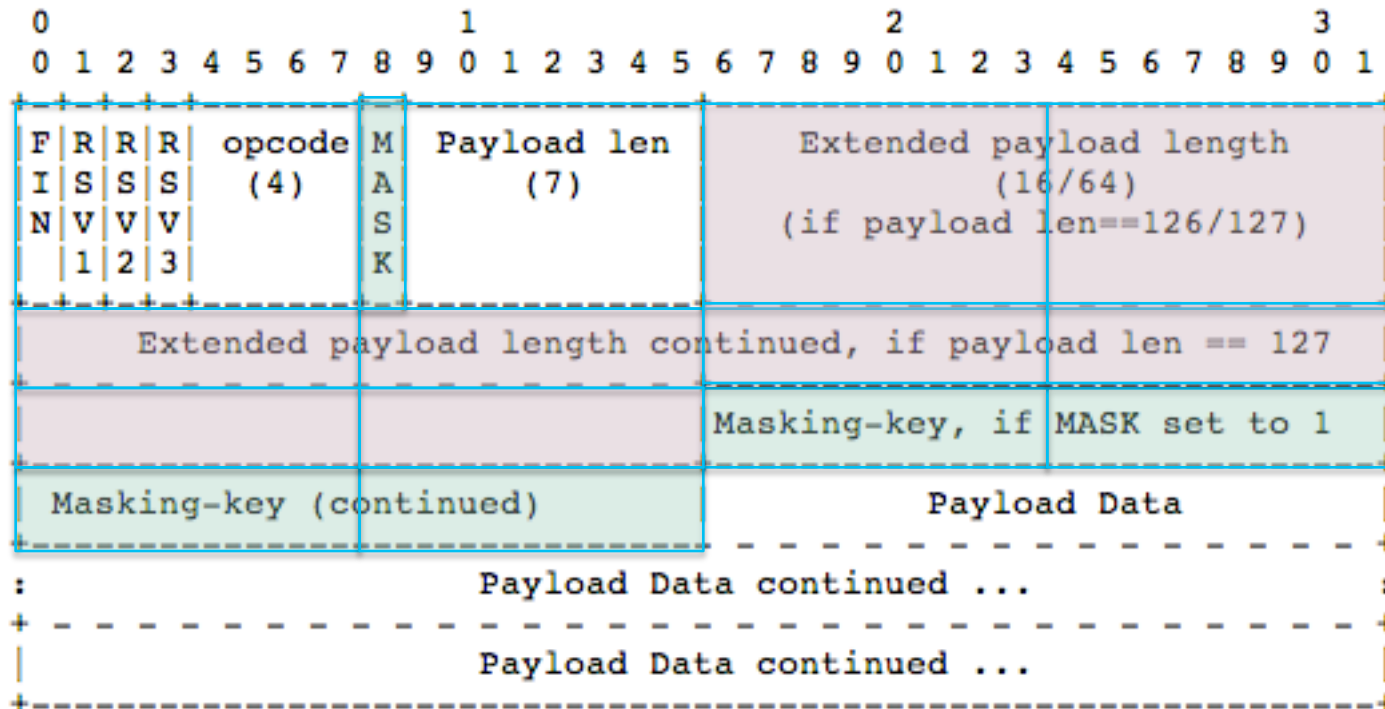 0 1 2 3
0 1 2 3 4 5 6 7 8 9 0 1 2 3 4 5 6 7 8 9 0 1 2 3 4 5 6 7 8 9 0 1
+-+-+-+-+-------+-+-------------+-------------------------------+
|F|R|R|R| opcode|M| Payload len | Extended payload length |
|I|S|S|S| (4) |A| (7) | (16/64) |
|N|V|V|V| |S| | (if payload len==126/127) |
| |1|2|3| |K| | |
+-+-+-+-+-------+-+-------------+ - - - - - - - - - - - - - - - +
| Extended payload length continued, if payload len == 127 |
+ - - - - - - - - - - - - - - - +-------------------------------+
| |Masking-key, if MASK set to 1 |
+-------------------------------+-------------------------------+
| Masking-key (continued) | Payload Data |
+-------------------------------- - - - - - - - - - - - - - - - +
: Payload Data continued ... :
+ - - - - - - - - - - - - - - - - - - - - - - - - - - - - - - - +
| Payload Data continued ... |
+---------------------------------------------------------------+